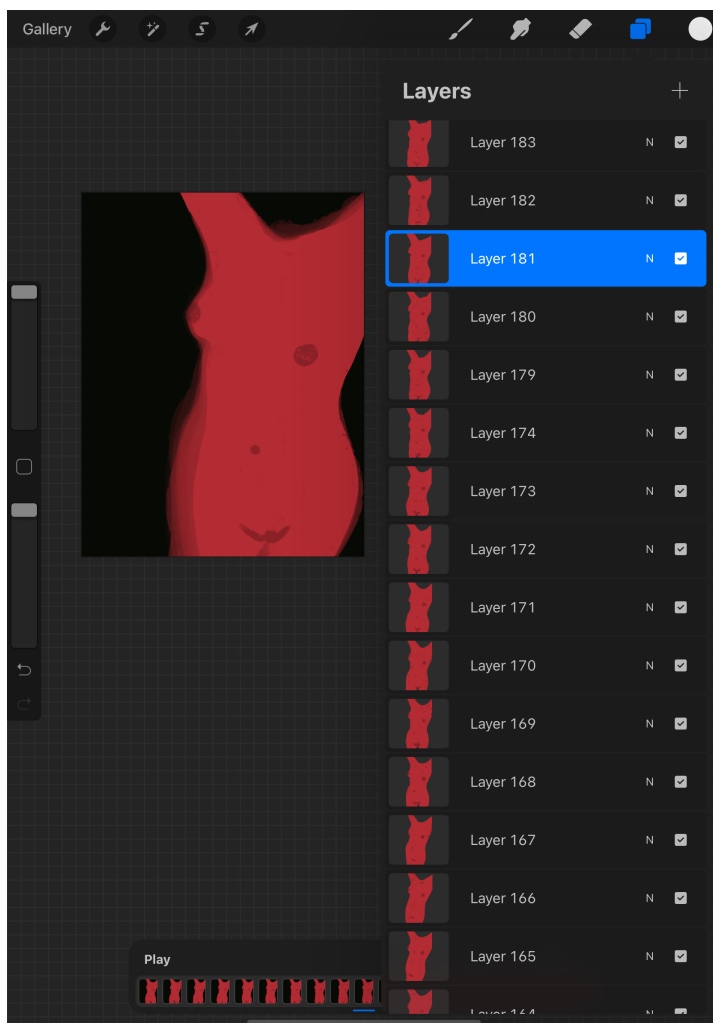 Gallery
Layers
Layer 183 N
Layer 182 N
Layer 181 N
Layer 180 N
Layer 179 N
Layer 174 N
Layer 173 N
Layer 172 N
Layer 171 N
Layer 170 N
Layer 169 N
Layer 168 N
Layer 167 N
Layer 166 N
Layer 165 N
Play